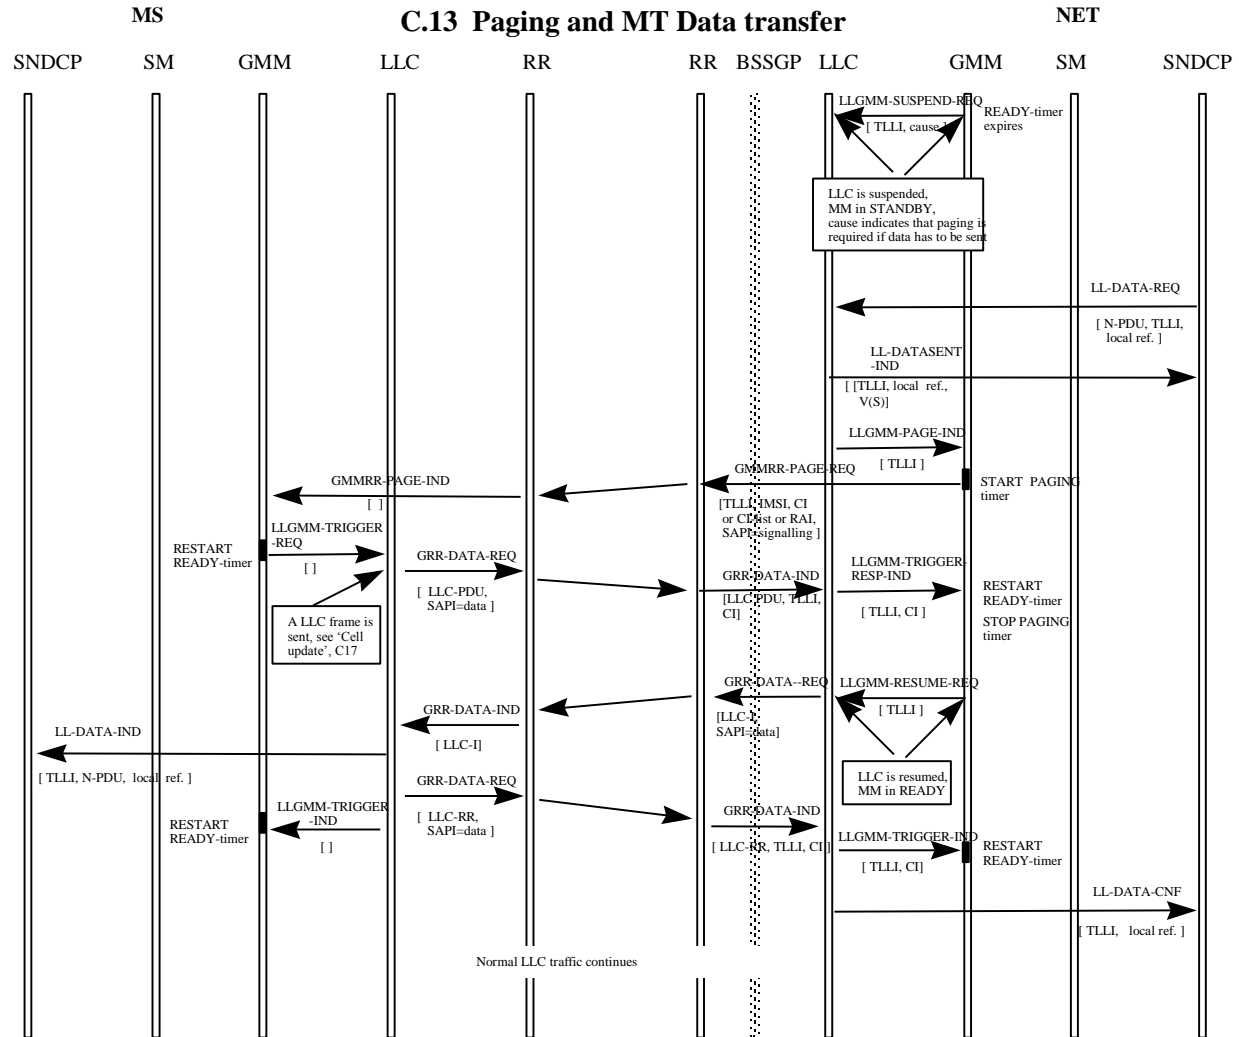 MS
C.13 Paging and MT Data transfer
NET
SNDCP SM GMM LLC RR RR BSSGP LLC GMM SM SNDCP
LLGMM-SUSPEND-REQ
[ TLLI, cause ]
READY-timer
expires
LLC is suspended,
MM in STANDBY,
cause indicates that paging is
required if data has to be sent
LL-DATA-REQ
[ N-PDU, TLLI,
local ref. ]
LL-DATASENT
-IND
[ [TLLI, local ref.,
V(S)]
LLGMM-PAGE-IND
[ TLLI ]
GMMRR-PAGE-REQ
START PAGING
timer
GMMRR-PAGE-IND
[ ]
[TLLI, IMSI, CI
or CI-list or RAI,
SAPI=signalling ]
LLGMM-TRIGGER
-REQ
[ ]
RESTART
READY-timer
GRR-DATA-REQ
[ LLC-PDU,
SAPI=data ]
GRR-DATA-IND
[LLC PDU, TLLI,
CI]
LLGMM-TRIGGER-
RESP-IND
[ TLLI, CI ]
RESTART
READY-timer
STOP PAGING
timer
A LLC frame is
sent, see ‘Cell
update’, C17
GRR-DATA--REQ
[LLC-I,
SAPI=data]
LLGMM-RESUME-REQ
[ TLLI ]
GRR-DATA-IND
[ LLC-I]
LL-DATA-IND
[ TLLI, N-PDU, local ref. ]
LLC is resumed,
MM in READY
GRR-DATA-REQ
[ LLC-RR,
SAPI=data ]
LLGMM-TRIGGER
-IND
[ ]
RESTART
READY-timer
GRR-DATA-IND
[ LLC-RR, TLLI, CI ]
LLGMM-TRIGGER-IND
[ TLLI, CI]
RESTART
READY-timer
LL-DATA-CNF
[ TLLI, local ref. ]
Normal LLC traffic continues